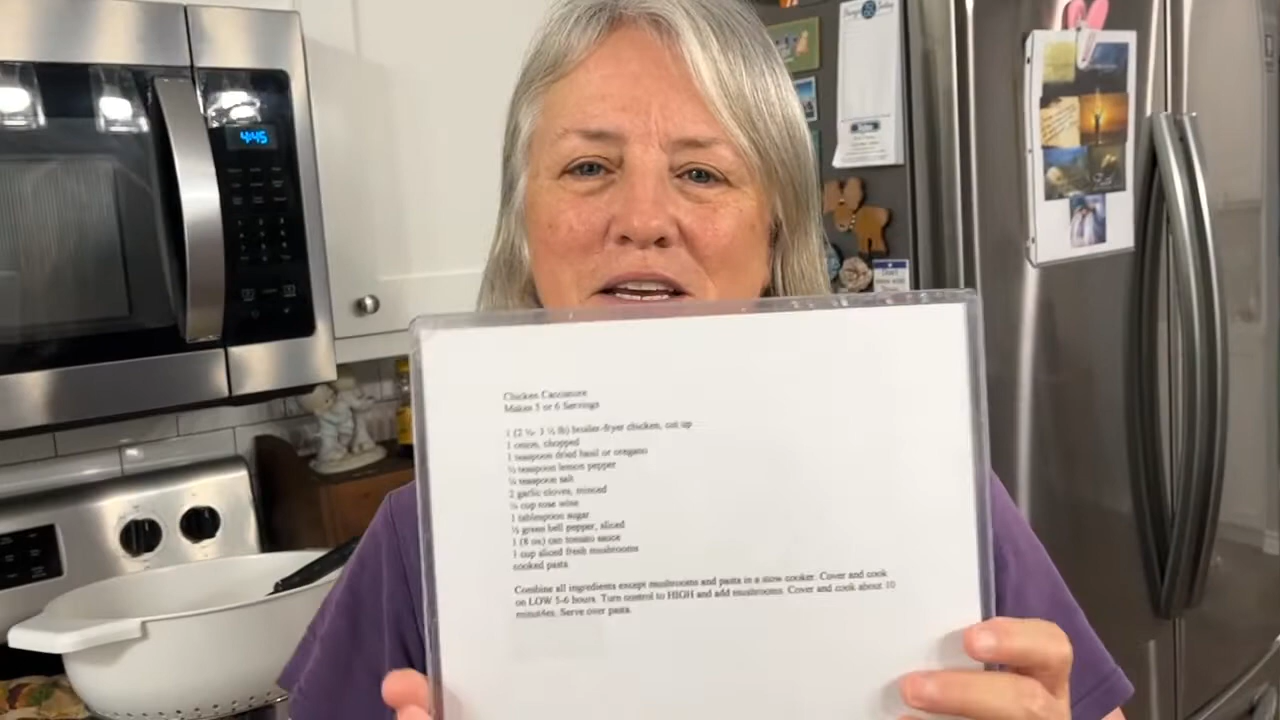 4:45
Chicken Cacciatore
Makes 5 or 6 Servings
1 (2 ½- 3 ½ lb) broiler-fryer chicken, cut up
1 onion, chopped
1 teaspoon dried basil or oregano
½ teaspoon lemon pepper
¼ teaspoon salt
2 garlic cloves, minced
¼ cup rose wine
1 tablespoon sugar
½ green bell pepper, sliced
1 (8 oz) can tomato sauce
1 cup sliced fresh mushrooms
cooked pasta
Combine all ingredients except mushrooms and pasta in a slow cooker. Cover and cook
on LOW 5-6 hours. Turn control to HIGH and add mushrooms. Cover and cook about 10
minut4es. Serve over pasta.